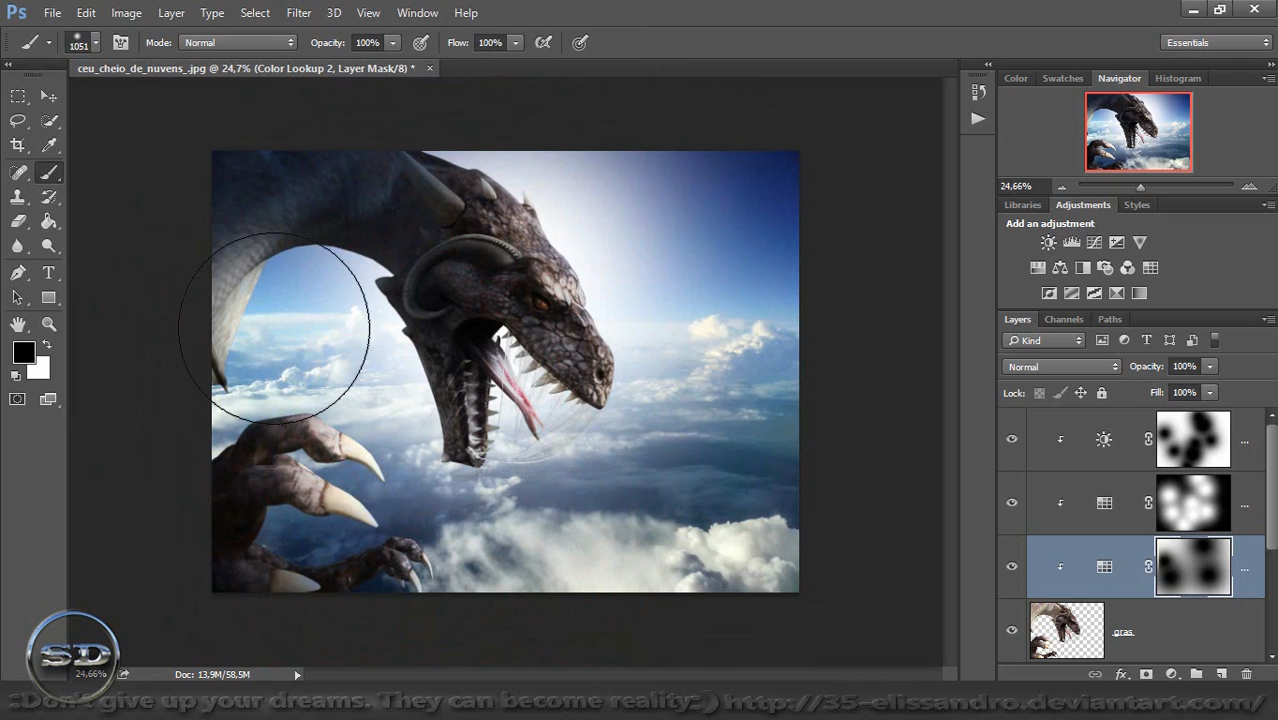 Ps File Edit Image Layer Type Select Filter 3D View Window Help
1051 Mode: Normal Opacity: 100% Flow: 100% Essentials
ceu_cheio_de_nuvens_.jpg @ 24,7% (Color Lookup 2, Layer Mask/8) *
Color Swatches Navigator Histogram
24,66%
Libraries Adjustments Styles
Add an adjustment
Layers Channels Paths
Kind
Normal Opacity: 100%
Lock: Fill: 100%
...
...
...
gras
SD
24,66% Doc: 13,9M/58,5M
:Don't give up your dreams. They can become reality:) http://35-elissandro.deviantart.com/